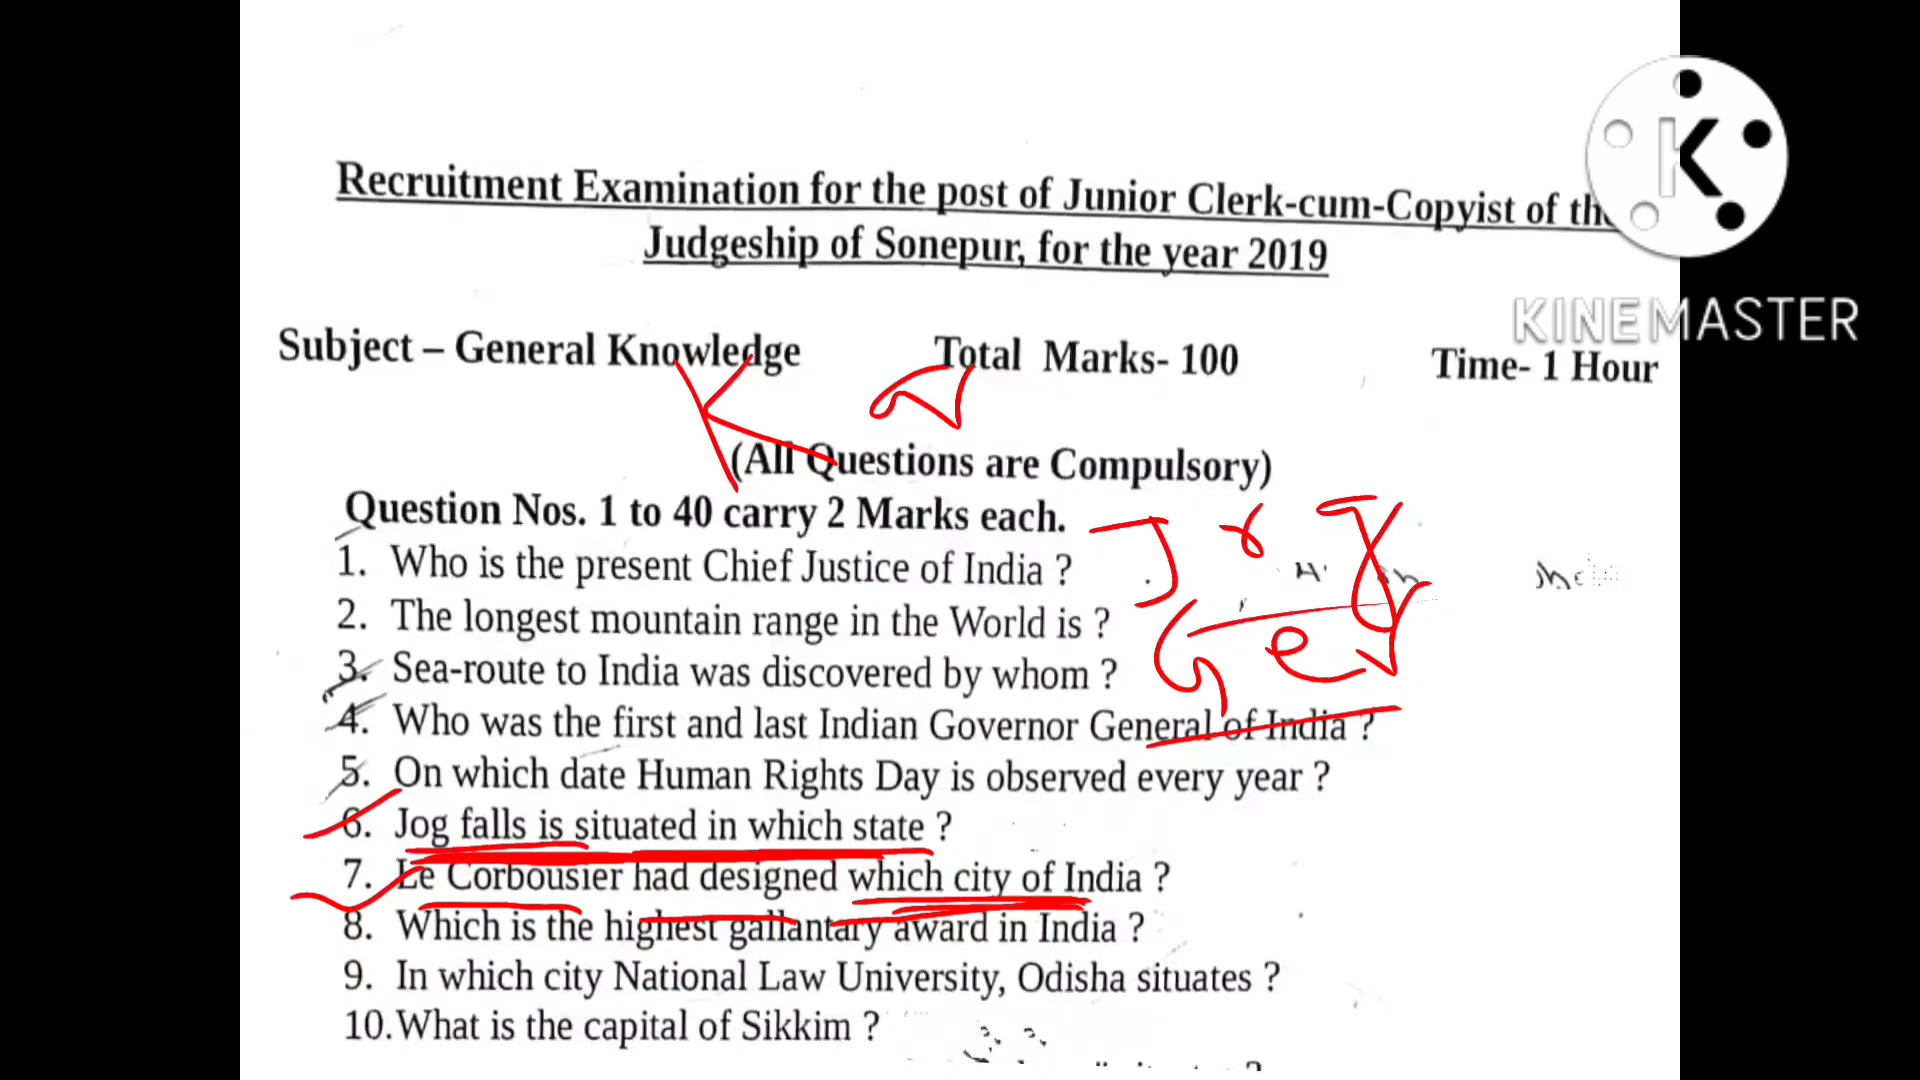 Recruitment Examination for the post of Junior Clerk-cum-Copyist of the
Judgeship of Sonepur, for the year 2019
K
KINEMASTER
Subject – General Knowledge Total Marks- 100 Time- 1 Hour
(All Questions are Compulsory)
Question Nos. 1 to 40 carry 2 Marks each.
1. Who is the present Chief Justice of India ?
2. The longest mountain range in the World is ?
3. Sea-route to India was discovered by whom ?
4. Who was the first and last Indian Governor General of India ?
5. On which date Human Rights Day is observed every year ?
6. Jog falls is situated in which state ?
7. Le Corbousier had designed which city of India ?
8. Which is the highest gallantary award in India ?
9. In which city National Law University, Odisha situates ?
10. What is the capital of Sikkim ?